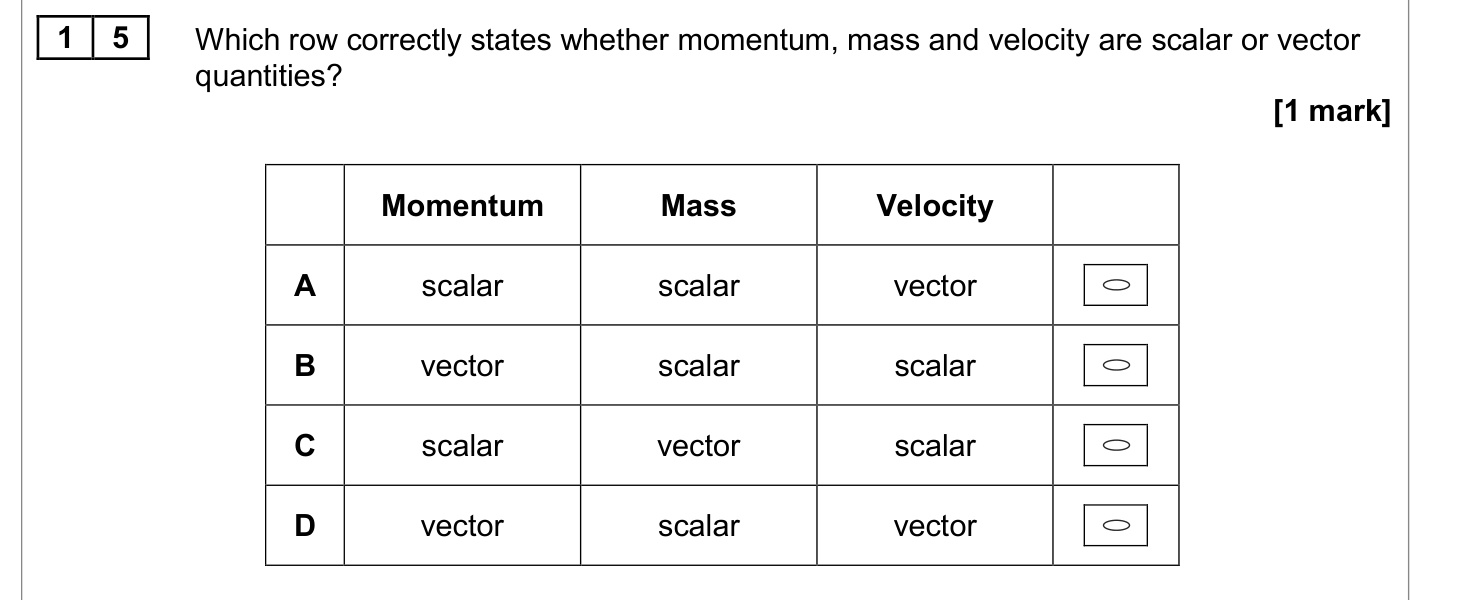 1 5 Which row correctly states whether momentum, mass and velocity are scalar or vector
quantities?
[1 mark]
Momentum Mass Velocity
A scalar scalar vector
B vector scalar scalar
C scalar vector scalar
D vector scalar vector